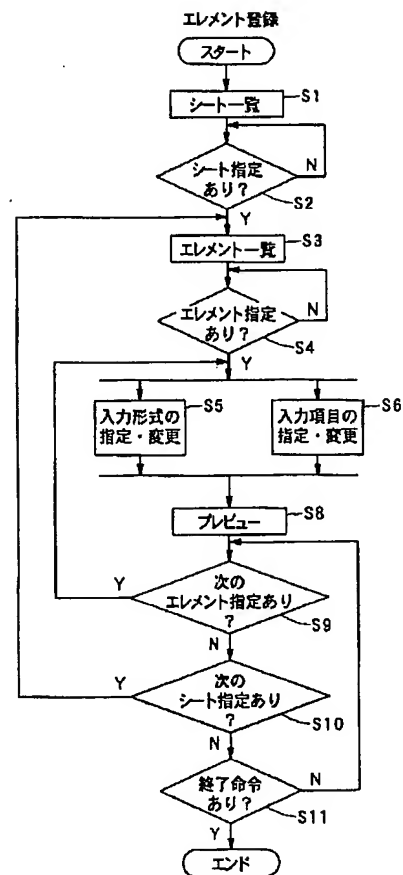 エレメント登録
スタート
シート一覧
S1
シート指定
あり?
N
S2
Y
エレメント一覧
S3
エレメント指定
あり?
N
S4
Y
入力形式の
指定・変更
S5
入力項目の
指定・変更
S6
プレビュー
S8
Y
次の
エレメント指定あり
?
S9
N
Y
次の
シート指定あり
?
S10
N
終了命令
あり?
N
S11
Y
エンド